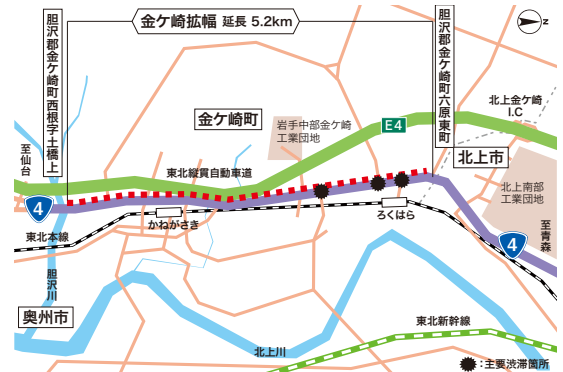 金ケ崎拡幅 延長 5.2km
胆沢郡金ケ崎町西根字土橋上
胆沢郡金ケ崎町六原東町
N
金ケ崎町
岩手中部金ケ崎
工業団地
E4
北上金ケ崎
I.C
北上市
至仙台
東北縦貫自動車道
北上南部
工業団地
4
かねがさき
ろくはら
東北本線
4
至青森
胆沢川
奥州市
北上川
東北新幹線
:主要渋滞箇所